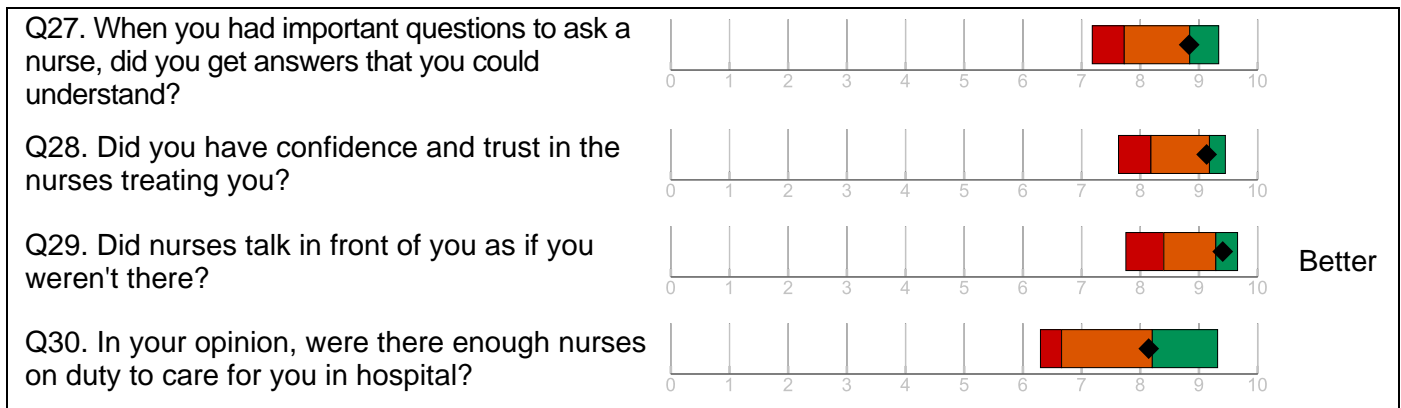 Q27. When you had important questions to ask a
nurse, did you get answers that you could
understand?
0 1 2 3 4 5 6 7 8 9 10
Q28. Did you have confidence and trust in the
nurses treating you?
0 1 2 3 4 5 6 7 8 9 10
Q29. Did nurses talk in front of you as if you
weren't there?
Better
0 1 2 3 4 5 6 7 8 9 10
Q30. In your opinion, were there enough nurses
on duty to care for you in hospital?
0 1 2 3 4 5 6 7 8 9 10